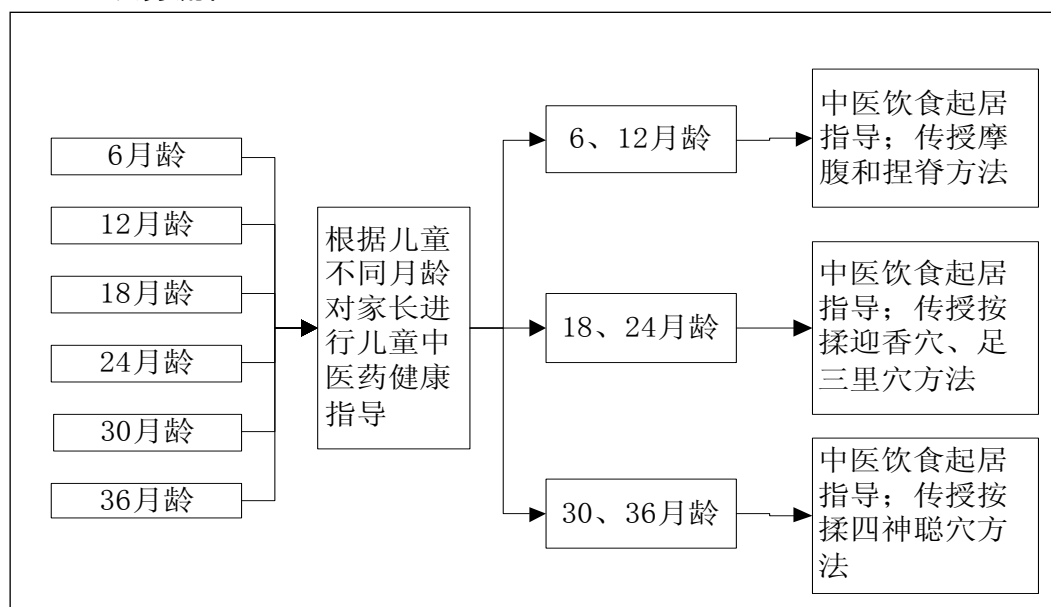 6月龄
12月龄
18月龄
24月龄
30月龄
36月龄
根据儿童
不同月龄
对家长进
行儿童中
医药健康
指导
6、12月龄
中医饮食起居
指导；传授摩
腹和捏脊方法
18、24月龄
中医饮食起居
指导；传授按
揉迎香穴、足
三里穴方法
30、36月龄
中医饮食起居
指导；传授按
揉四神聪穴方
法